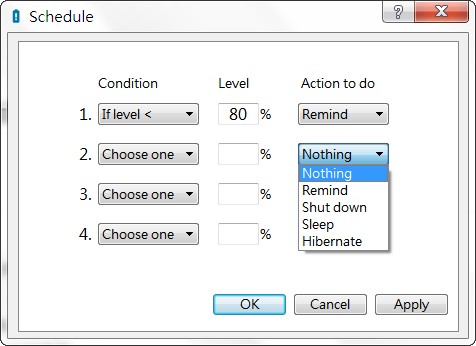 Schedule
Condition Level Action to do
1. If level < 80 % Remind
2. Choose one % Nothing
Nothing
Remind
3. Choose one %
Shut down
Sleep
4. Choose one %
Hibernate
OK Cancel Apply